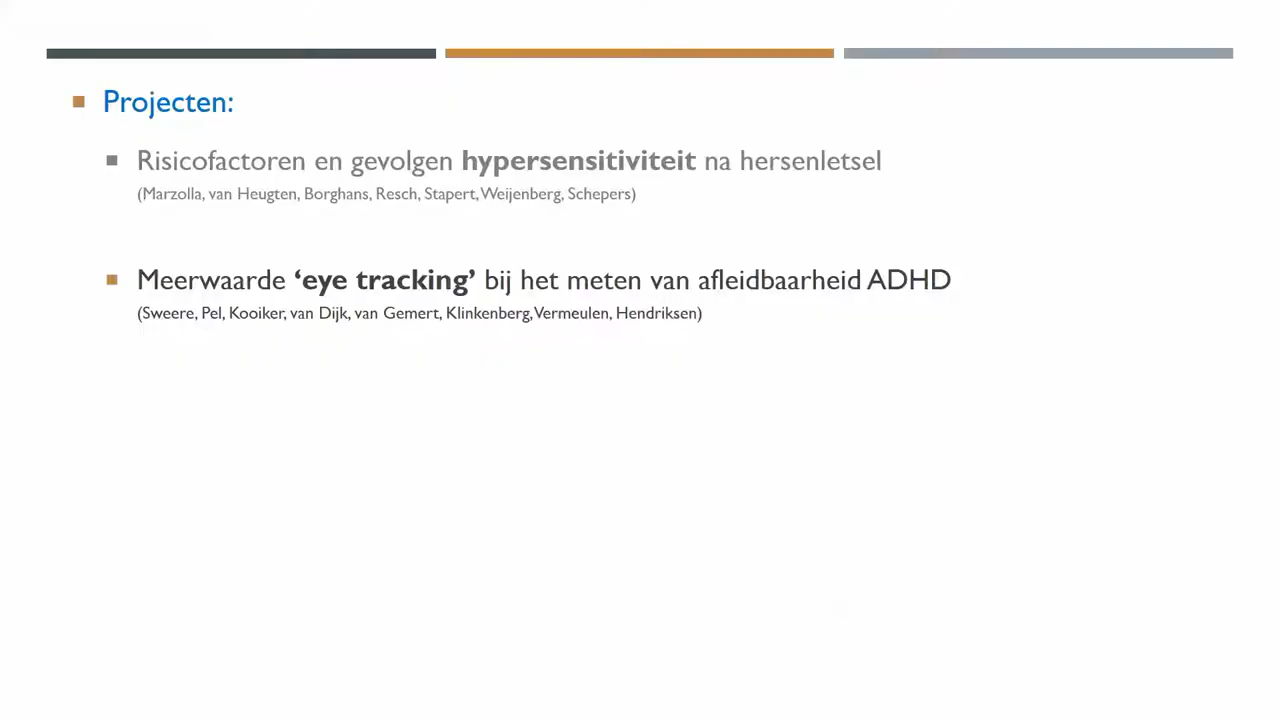 Projecten:
Risicofactoren en gevolgen hypersensitiviteit na hersenletsel
(Marzolla, van Heugten, Borghans, Resch, Stapert, Weijenberg, Schepers)
Meerwaarde ‘eye tracking’ bij het meten van afleidbaarheid ADHD
(Sweere, Pel, Kooiker, van Dijk, van Gemert, Klinkenberg, Vermeulen, Hendriksen)